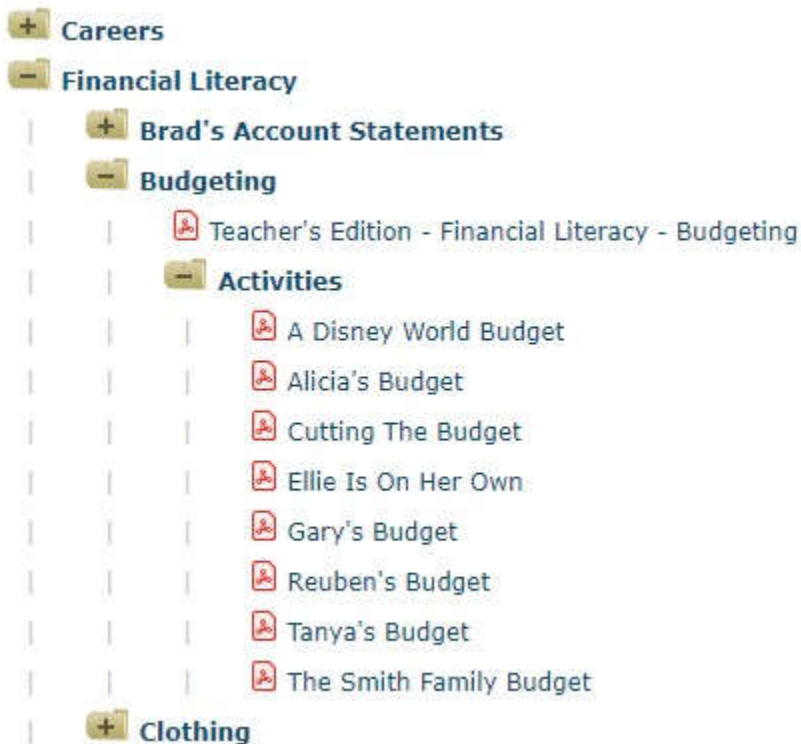 Careers
Financial Literacy
Brad's Account Statements
Budgeting
Teacher's Edition - Financial Literacy - Budgeting
Activities
A Disney World Budget
Alicia's Budget
Cutting The Budget
Ellie Is On Her Own
Gary's Budget
Reuben's Budget
Tanya's Budget
The Smith Family Budget
Clothing